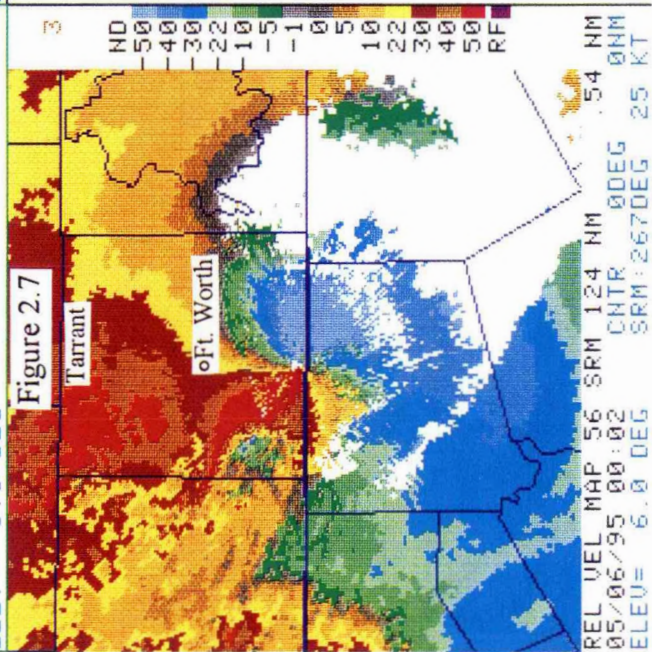 3
ND
-50
-40
-30
-22
-10
-5
-1
0
5
10
22
30
40
50
RF
Figure 2.7
Tarrant
Ft. Worth
REL VEL MAP 56 SRM 124 NM .54 NM
05/06/95 00:02 CNTR 0DEG 0NM
ELEV= 6.0 DEG SRM:267DEG 25 KT